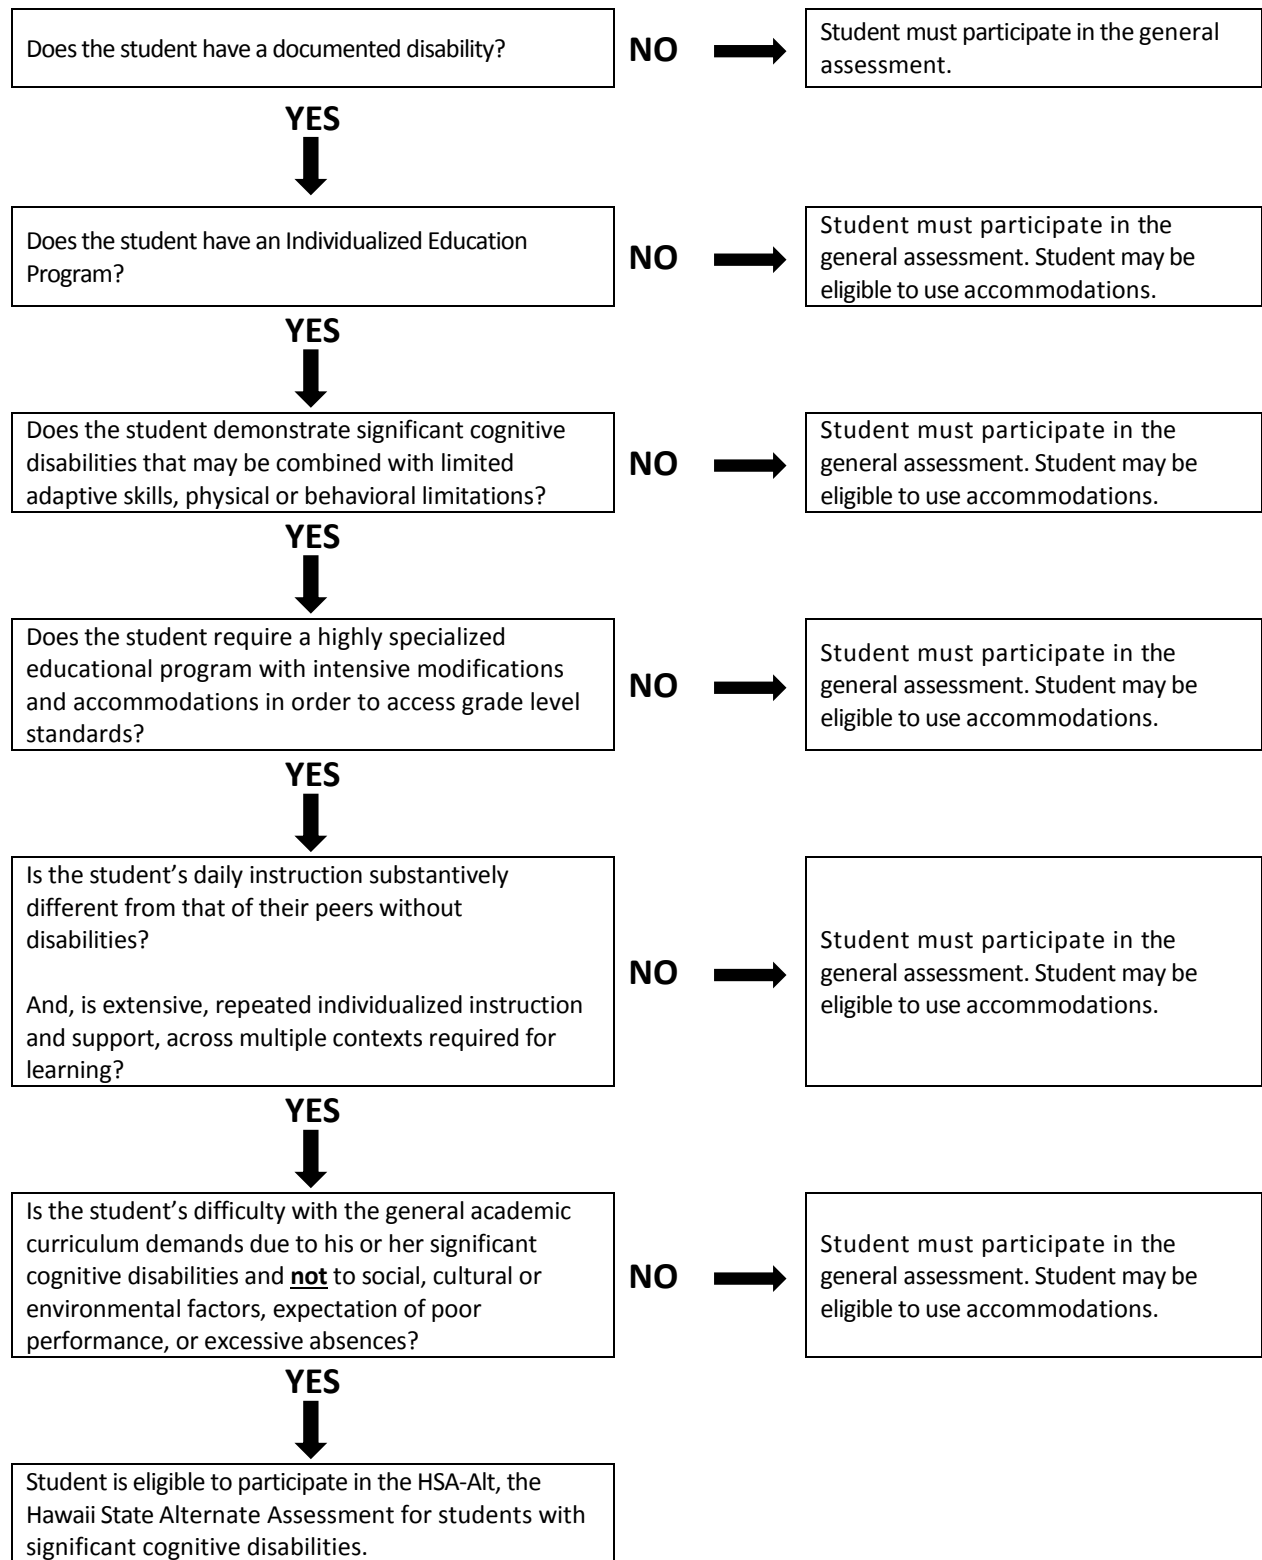 Does the student have a documented disability?
NO
Student must participate in the general
assessment.
YES
Does the student have an Individualized Education
Program?
NO
Student must participate in the
general assessment. Student may be
eligible to use accommodations.
YES
Does the student demonstrate significant cognitive
disabilities that may be combined with limited
adaptive skills, physical or behavioral limitations?
NO
Student must participate in the
general assessment. Student may be
eligible to use accommodations.
YES
Does the student require a highly specialized
educational program with intensive modifications
and accommodations in order to access grade level
standards?
NO
Student must participate in the
general assessment. Student may be
eligible to use accommodations.
YES
Is the student’s daily instruction substantively
different from that of their peers without
disabilities?
And, is extensive, repeated individualized instruction
and support, across multiple contexts required for
learning?
NO
Student must participate in the
general assessment. Student may be
eligible to use accommodations.
YES
Is the student’s difficulty with the general academic
curriculum demands due to his or her significant
cognitive disabilities and not to social, cultural or
environmental factors, expectation of poor
performance, or excessive absences?
NO
Student must participate in the
general assessment. Student may be
eligible to use accommodations.
YES
Student is eligible to participate in the HSA-Alt, the
Hawaii State Alternate Assessment for students with
significant cognitive disabilities.